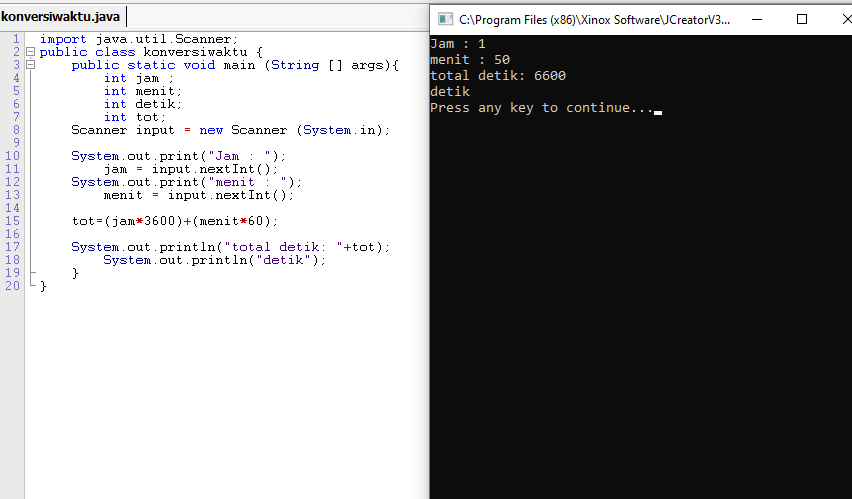 konversiwaktu.java
1 import java.util.Scanner;
2 public class konversiwaktu {
3 public static void main (String [] args){
4 int jam ;
5 int menit;
6 int detik;
7 int tot;
8 Scanner input = new Scanner (System.in);
9
10 System.out.print("Jam : ");
11 jam = input.nextInt();
12 System.out.print("menit : ");
13 menit = input.nextInt();
14
15 tot=(jam*3600)+(menit*60);
16
17 System.out.println("total detik: "+tot);
18 System.out.println("detik");
19 }
20 }
C:\Program Files (x86)\Xinox Software\JCreatorV3...
Jam : 1
menit : 50
total detik: 6600
detik
Press any key to continue...